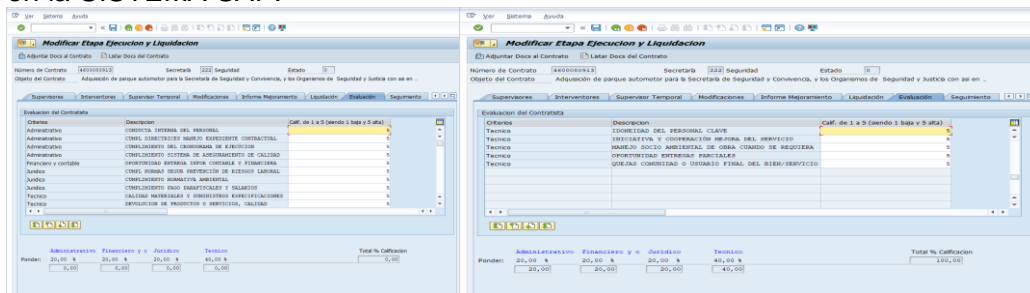 en la SISTEMA SAP.
Ver Sistema Ayuda
Modificar Etapa Ejecucion y Liquidación
Adjuntar Docs al Contrato Listar Docs del Contrato
Número de Contrato 4600080913 Secretaría 222 Seguridad Estado
Objeto del Contrato Adquisición de parque automotor para la Secretaría de Seguridad y Convivencia, y los Organismos de Seguridad y Justicia con asi en ..
Supervisores Interventores Supervisor Temporal Modificaciones Informe Mejoramiento Liquidación Evaluación Seguimiento
Evaluacion del Contratista
Criterios Descripcion Calif. de 1 a 5 (siendo 1 baja y 5 alta)
Administrativo CONDUCTA INTERNA DEL PERSONAL 5
Administrativo CUMPL DIRECTRICES MANEJO EXPEDIENTE CONTRACTUAL 5
Administrativo CUMPLIMIENTO DEL CRONOGRAMA DE EJECUCION 5
Administrativo CUMPLIMIENTO SISTEMA DE ASEGURAMIENTO DE CALIDAD 5
Financiero y contable OPORTUNIDAD ENTREGA INFOR CONTABLE Y FINANCIERA 5
Juridico CUMPL NORMAS SEGUR PREVENCIÓN DE RIESGOS LABORAL 5
Juridico CUMPLIMIENTO NORMATIVA AMBIENTAL 5
Juridico CUMPLIMIENTO PAGO PARAFISCALES Y SALARIOS 5
Tecnico CALIDAD MATERIALES Y SUMINISTROS ESPECIFICACIONES 5
Tecnico DEVOLUCION DE PRODUCTOS O SERVICIOS, CALIDAD 5
Administrativo Financiero y c Juridico Tecnico Total % Calificacion
Ponder: 20,00 % 20,00 % 20,00 % 40,00 % 0,00
0,00 0,00 0,00 0,00
Ver Sistema Ayuda
Modificar Etapa Ejecucion y Liquidación
Adjuntar Docs al Contrato Listar Docs del Contrato
Número de Contrato 4600080913 Secretaría 222 Seguridad Estado
Objeto del Contrato Adquisición de parque automotor para la Secretaría de Seguridad y Convivencia, y los Organismos de Seguridad y Justicia con asi en ..
Supervisores Interventores Supervisor Temporal Modificaciones Informe Mejoramiento Liquidación Evaluación Seguimiento
Evaluacion del Contratista
Criterios Descripcion Calif. de 1 a 5 (siendo 1 baja y 5 alta)
Tecnico IDONEIDAD DEL PERSONAL CLAVE 5
Tecnico INICIATIVA Y COOPERACIÓN MEJORA DEL SERVICIO 5
Tecnico MANEJO SOCIO AMBIENTAL DE OBRA CUANDO SE REQUIERA 5
Tecnico OPORTUNIDAD ENTREGAS PARCIALES 5
Tecnico QUEJAS COMUNIDAD O USUARIO FINAL DEL BIEN/SERVICIO 5
Administrativo Financiero y c Juridico Tecnico Total % Calificacion
Ponder: 20,00 % 20,00 % 20,00 % 40,00 % 100,00
20,00 20,00 20,00 40,00